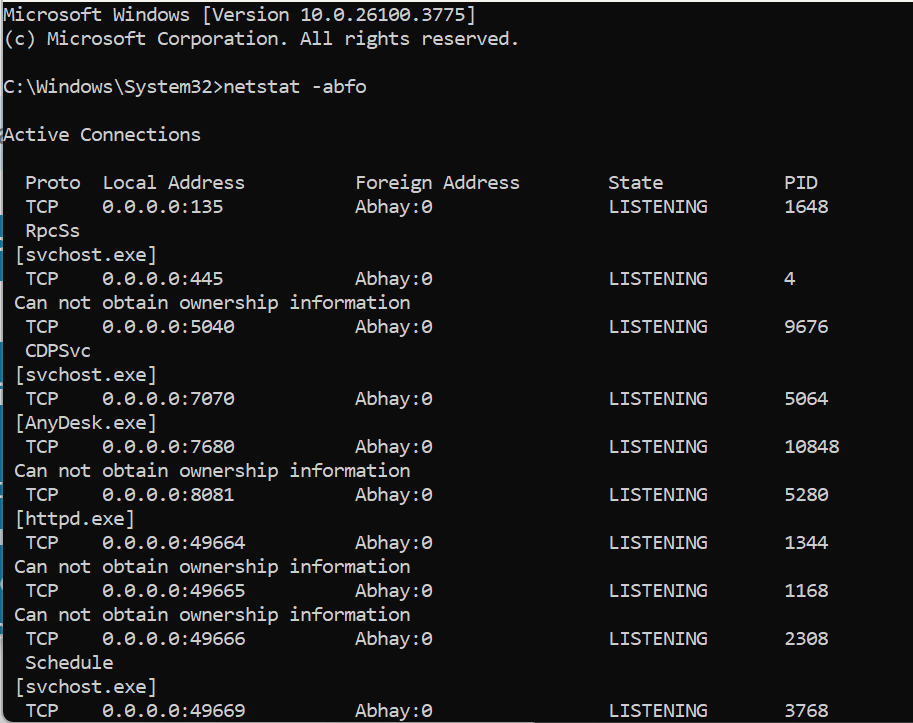 Microsoft Windows [Version 10.0.26100.3775]
(c) Microsoft Corporation. All rights reserved.
C:\Windows\System32>netstat -abfo
Active Connections
Proto Local Address Foreign Address State PID
TCP 0.0.0.0:135 Abhay:0 LISTENING 1648
RpcSs
[svchost.exe]
TCP 0.0.0.0:445 Abhay:0 LISTENING 4
Can not obtain ownership information
TCP 0.0.0.0:5040 Abhay:0 LISTENING 9676
CDPSvc
[svchost.exe]
TCP 0.0.0.0:7070 Abhay:0 LISTENING 5064
[AnyDesk.exe]
TCP 0.0.0.0:7680 Abhay:0 LISTENING 10848
Can not obtain ownership information
TCP 0.0.0.0:8081 Abhay:0 LISTENING 5280
[httpd.exe]
TCP 0.0.0.0:49664 Abhay:0 LISTENING 1344
Can not obtain ownership information
TCP 0.0.0.0:49665 Abhay:0 LISTENING 1168
Can not obtain ownership information
TCP 0.0.0.0:49666 Abhay:0 LISTENING 2308
Schedule
[svchost.exe]
TCP 0.0.0.0:49669 Abhay:0 LISTENING 3768